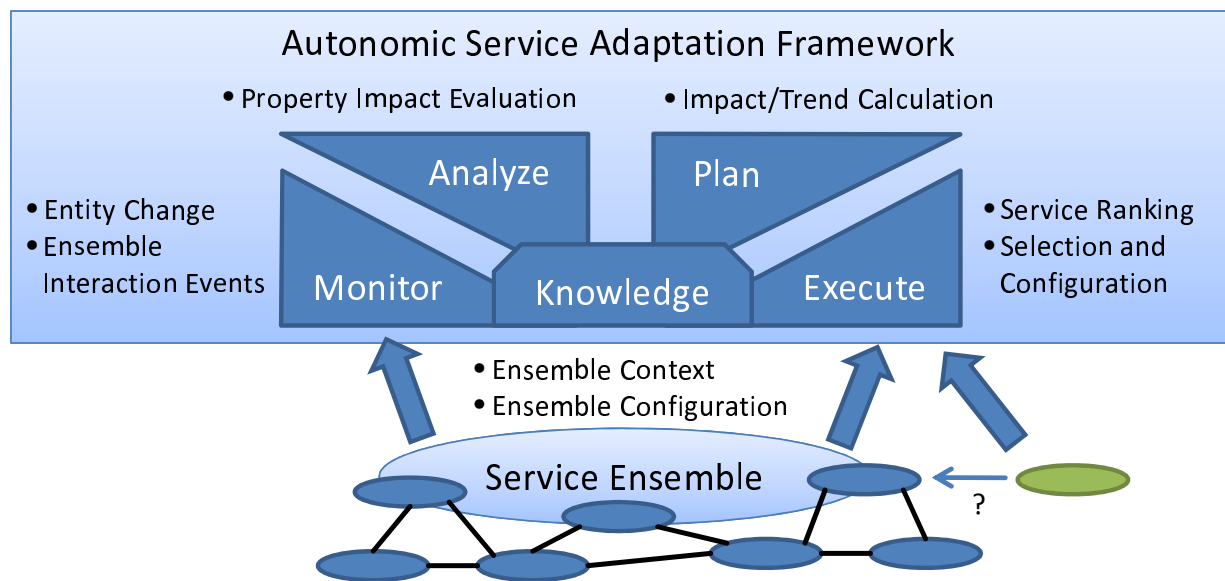 Autonomic Service Adaptation Framework
• Property Impact Evaluation
• Impact/Trend Calculation
Analyze
Plan
• Entity Change
• Ensemble
Interaction Events
• Service Ranking
• Selection and
Configuration
Monitor
Knowledge
Execute
• Ensemble Context
• Ensemble Configuration
Service Ensemble
?